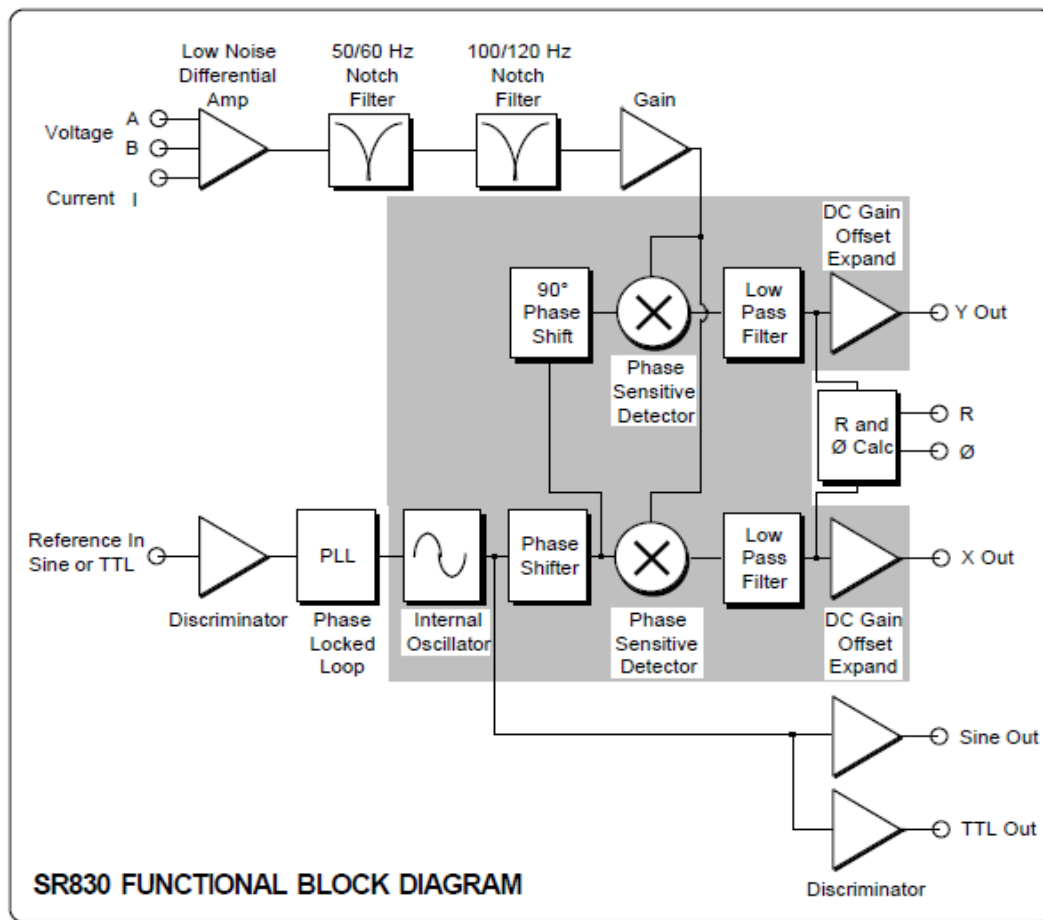 Low Noise
Differential
Amp
50/60 Hz
Notch
Filter
100/120 Hz
Notch
Filter
Gain
Voltage
A
B
Current
I
DC Gain
Offset
Expand
90°
Phase
Shift
Low
Pass
Filter
Y Out
Phase
Sensitive
Detector
R and
Ø Calc
R
Ø
Reference In
Sine or TTL
PLL
Phase
Shifter
Low
Pass
Filter
X Out
Discriminator
Phase
Locked
Loop
Internal
Oscillator
Phase
Sensitive
Detector
DC Gain
Offset
Expand
Sine Out
TTL Out
Discriminator
SR830 FUNCTIONAL BLOCK DIAGRAM